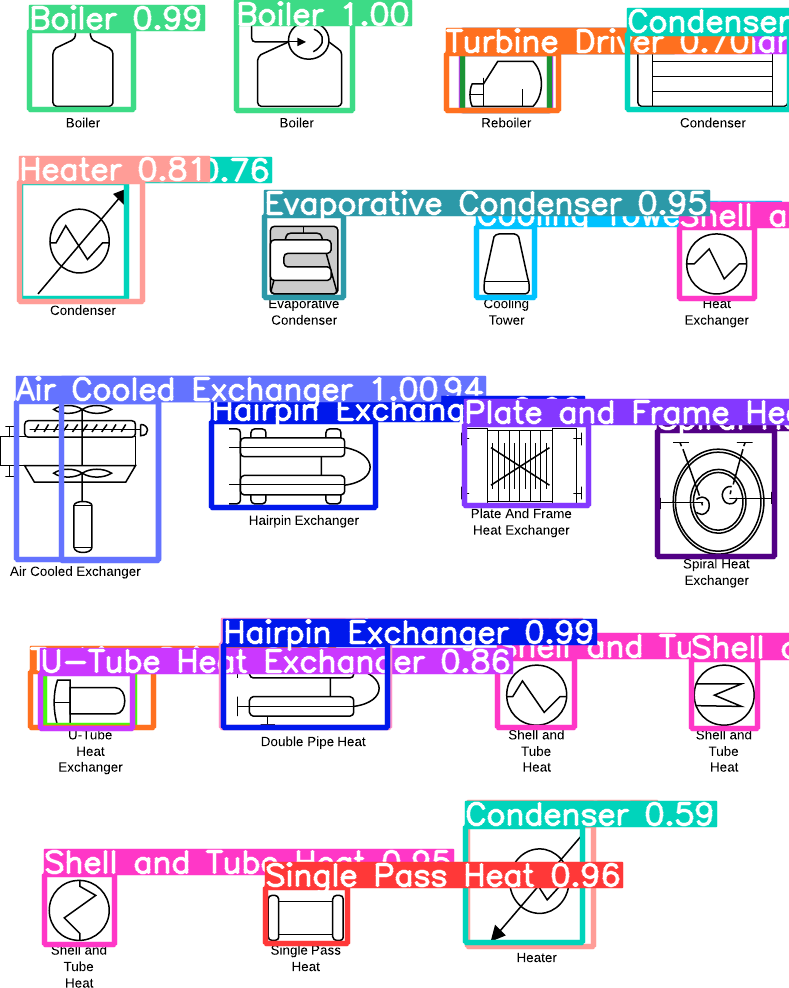 Boiler 0.99
Boiler 1.00
Turbine Driver 0.70
Condenser
Boiler
Boiler
Reboiler
Condenser
Heater 0.81
0.76
Evaporative Condenser 0.95
Cooling Towe
Shell a
Condenser
Evaporative
Condenser
Cooling
Tower
Heat
Exchanger
Air Cooled Exchanger 1.00
94
Hairpin Exchang
Plate and Frame Hea
Air Cooled Exchanger
Hairpin Exchanger
Plate And Frame
Heat Exchanger
Spiral Heat
Exchanger
Hairpin Exchanger 0.99
U-Tube Heat Exchanger 0.86
Shell and Tu
Shell a
U-Tube
Heat
Exchanger
Double Pipe Heat
Shell and
Tube
Heat
Shell and
Tube
Heat
Condenser 0.59
Shell and Tube Heat 0.95
Single Pass Heat 0.96
Shell and
Tube
Heat
Single Pass
Heat
Heater